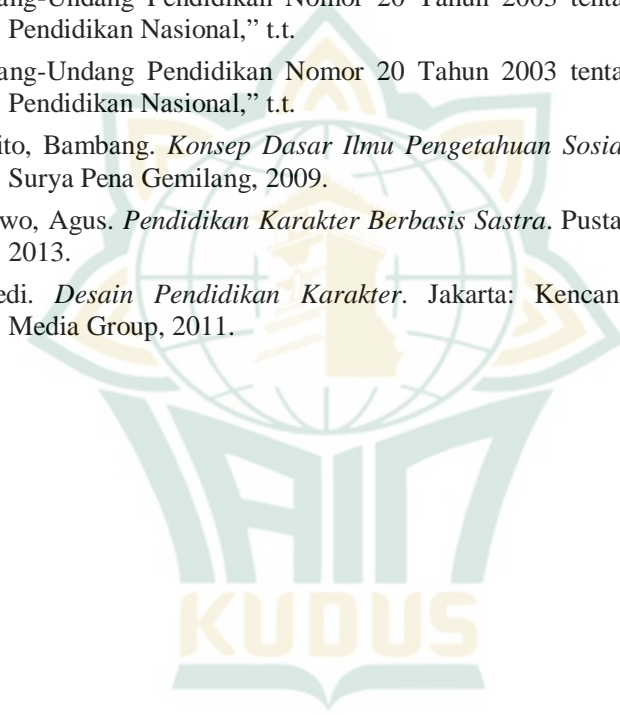 ang-Undang Pendidikan Nomor 20 Tahun 2003 tenta
Pendidikan Nasional,” t.t.
ang-Undang Pendidikan Nomor 20 Tahun 2003 tenta
Pendidikan Nasional,” t.t.
ito, Bambang. Konsep Dasar Ilmu Pengetahuan Sosia
Surya Pena Gemilang, 2009.
wo, Agus. Pendidikan Karakter Berbasis Sastra. Pusta
2013.
edi. Desain Pendidikan Karakter. Jakarta: Kencan
Media Group, 2011.
IAIN
KUDUS